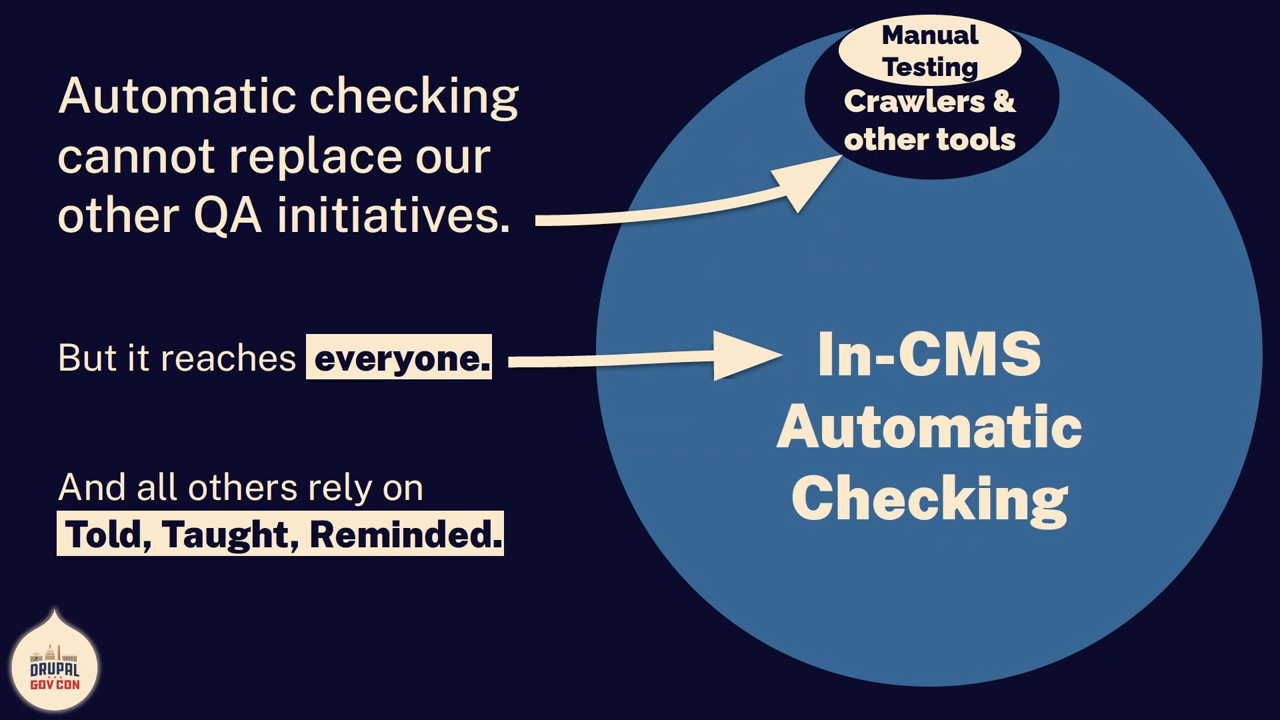 Automatic checking
cannot replace our
other QA initiatives.
But it reaches everyone.
And all others rely on
Told, Taught, Reminded.
Manual
Testing
Crawlers &
other tools
In-CMS
Automatic
Checking
DRUPAL
GOV CON